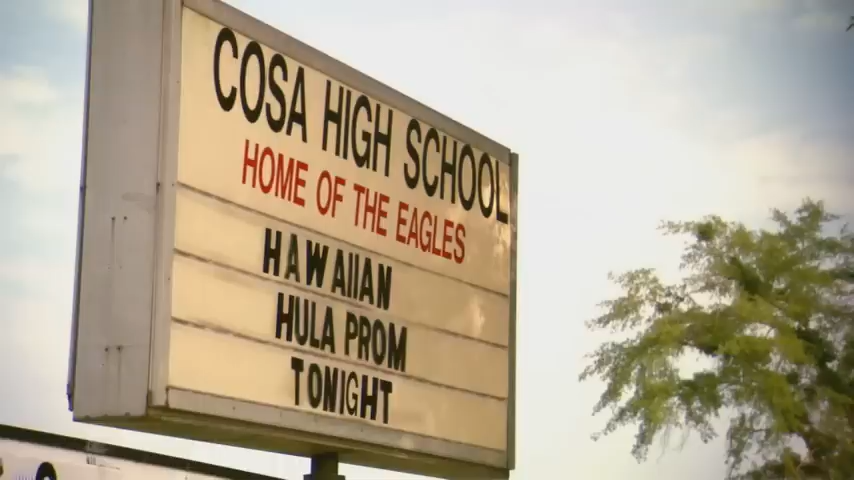 COSA HIGH SCHOOL
HOME OF THE EAGLES
HAWAIIAN
HULA PROM
TONIGHT